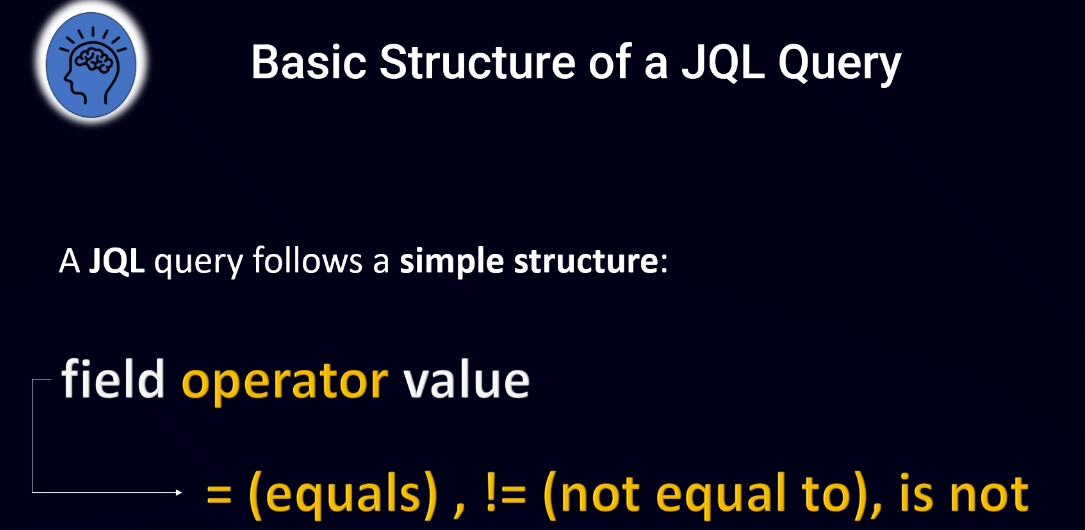 Basic Structure of a JQL Query
A JQL query follows a simple structure:
field operator value
= (equals) , != (not equal to), is not